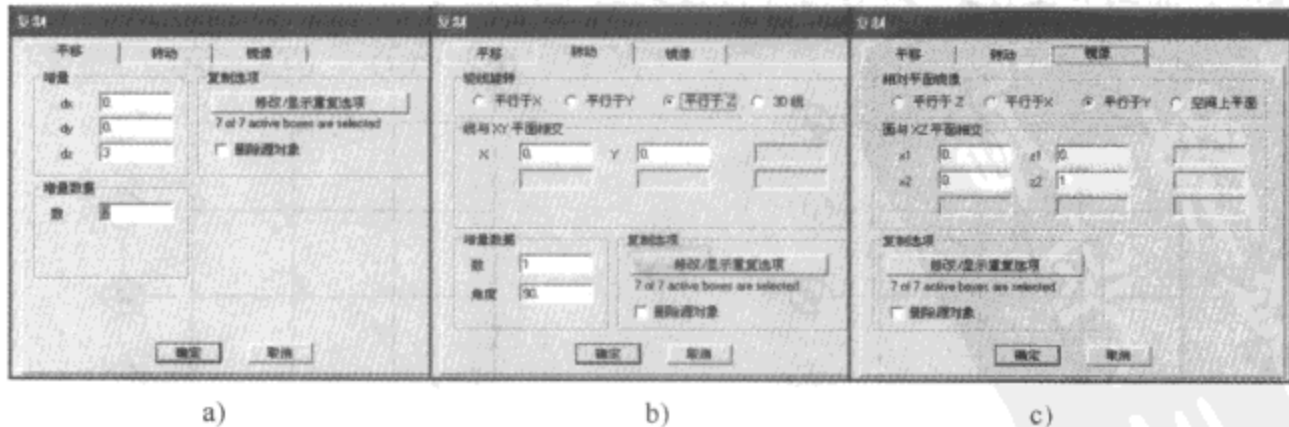 复制
平移 转动 镜像
增量
dx 0.
dy 0.
dz 3
增量数据
数
复制选项
修改/显示重复选项
7 of 7 active boxes are selected
删除源对象
确定 取消
a)
复制
平移 转动 镜像
绕线旋转
平行于X 平行于Y 平行于Z 3D线
线与XY平面相交
X 0. Y 0.
增量数据
数 1
角度 90.
复制选项
修改/显示重复选项
7 of 7 active boxes are selected
删除源对象
确定 取消
b)
复制
平移 转动 镜像
相对平面镜像
平行于Z 平行于X 平行于Y 空间上平面
面与XZ平面相交
x1 0. z1 0.
x2 0. z2 1
复制选项
修改/显示重复选项
7 of 7 active boxes are selected
删除源对象
确定 取消
c)